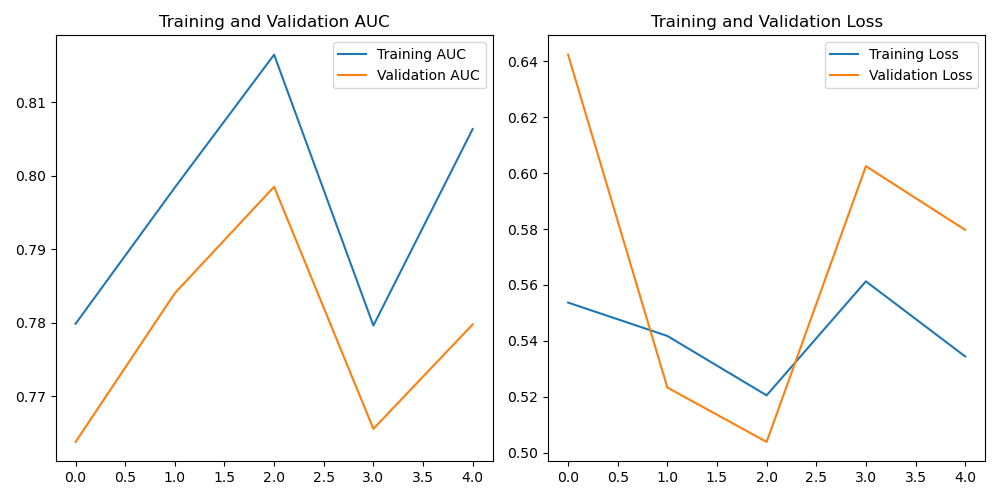 Training and Validation AUC
Training AUC
Validation AUC
0.81
0.80
0.79
0.78
0.77
0.0 0.5 1.0 1.5 2.0 2.5 3.0 3.5 4.0
Training and Validation Loss
Training Loss
Validation Loss
0.64
0.62
0.60
0.58
0.56
0.54
0.52
0.50
0.0 0.5 1.0 1.5 2.0 2.5 3.0 3.5 4.0